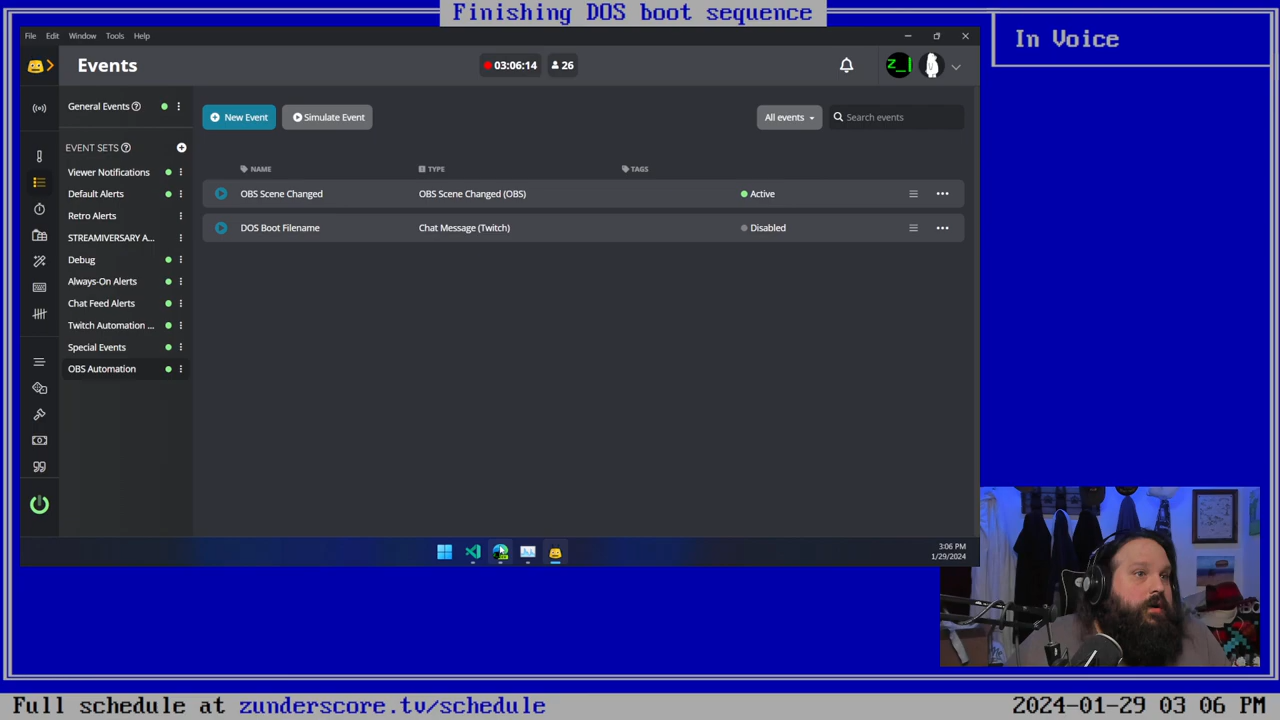 Finishing DOS boot sequence
In Voice
File Edit Window Tools Help
Events
03:06:14
26
z_|
General Events
EVENT SETS
Viewer Notifications
Default Alerts
Retro Alerts
STREAMIVERSARY A...
Debug
Always-On Alerts
Chat Feed Alerts
Twitch Automation ...
Special Events
OBS Automation
New Event
Simulate Event
All events
Search events
NAME TYPE TAGS
OBS Scene Changed OBS Scene Changed (OBS) Active
DOS Boot Filename Chat Message (Twitch) Disabled
3:06 PM
1/29/2024
Full schedule at zunderscore.tv/schedule
2024-01-29 03 06 PM